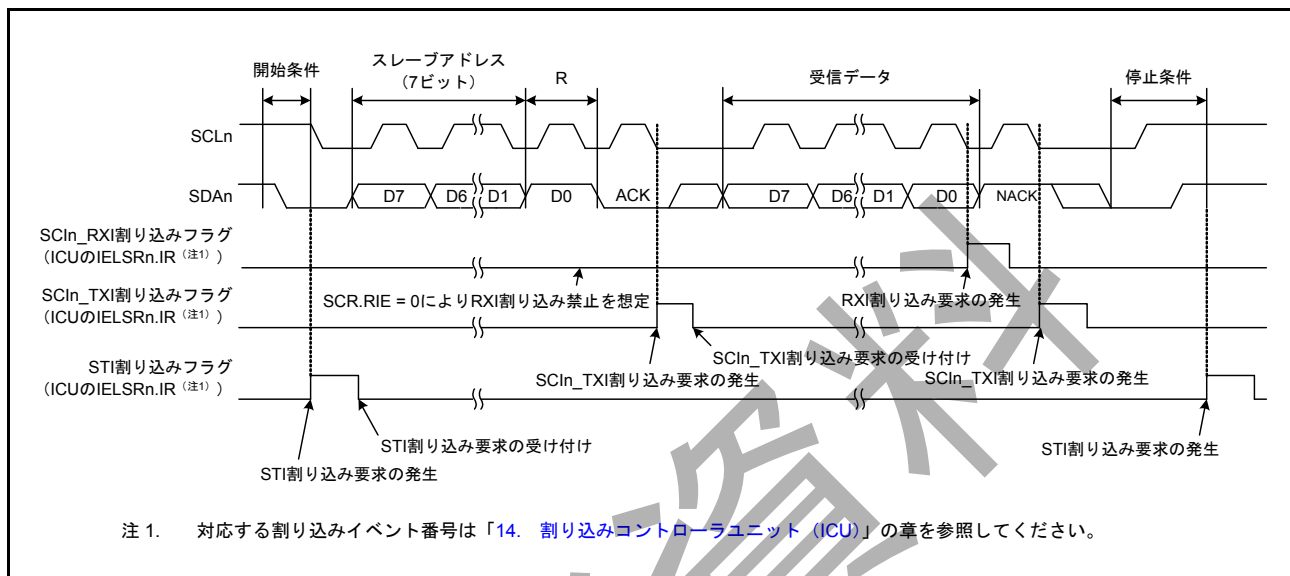 開始条件
スレーブアドレス
（7ビット）
R
受信データ
停止条件
SCLn
SDAn
D7
D6
D1
D0
ACK
D7
D6
D1
D0
NACK
SCIn_RXI割り込みフラグ
（ICUのIELSRn.IR（注1））
SCR.RIE = 0によりRXI割り込み禁止を想定
RXI割り込み要求の発生
SCIn_TXI割り込みフラグ
（ICUのIELSRn.IR（注1））
SCIn_TXI割り込み要求の受け付け
SCIn_TXI割り込み要求の発生
SCIn_TXI割り込み要求の発生
STI割り込みフラグ
（ICUのIELSRn.IR（注1））
STI割り込み要求の受け付け
STI割り込み要求の発生
STI割り込み要求の発生
注 1. 対応する割り込みイベント番号は「14. 割り込みコントローラユニット（ICU）」の章を参照してください。
資料